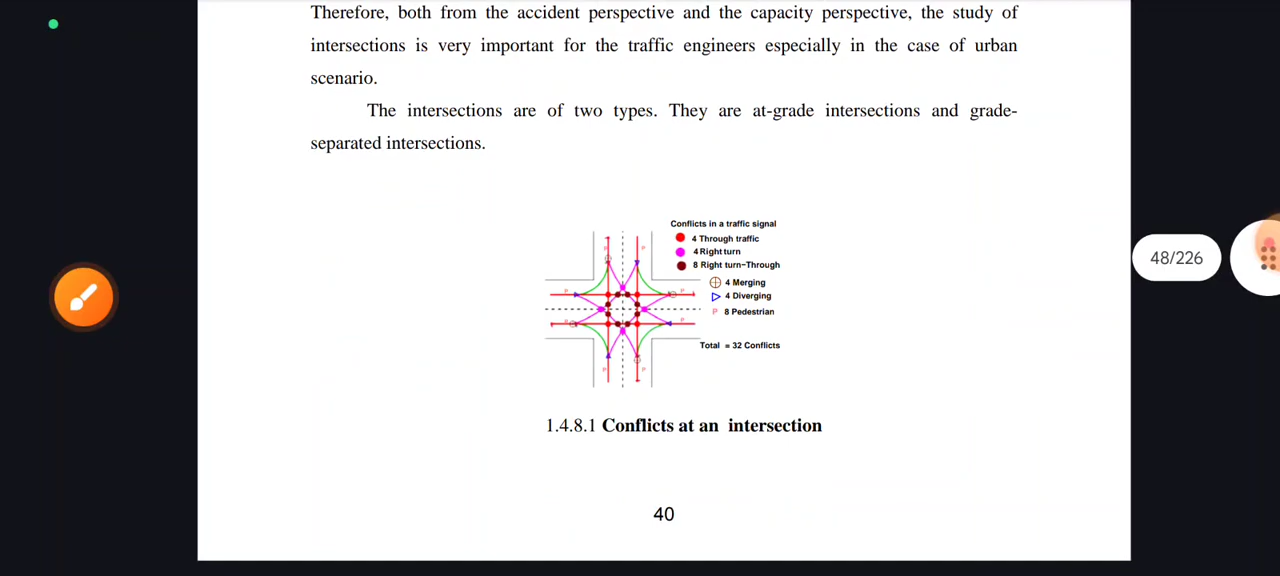 Therefore, both from the accident perspective and the capacity perspective, the study of
intersections is very important for the traffic engineers especially in the case of urban
scenario.
The intersections are of two types. They are at-grade intersections and grade-
separated intersections.
Conflicts in a traffic signal
4 Through traffic
4 Right turn
8 Right turn-Through
4 Merging
4 Diverging
P 8 Pedestrian
Total = 32 Conflicts
P P
P P
P P
P P
1.4.8.1 Conflicts at an intersection
40
48/226